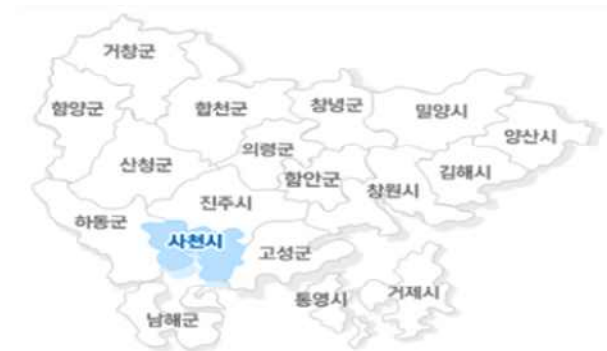 거창군
함양군
합천군
창녕군
밀양시
양산시
산청군
의령군
함안군
창원시
김해시
진주시
하동군
사천시
고성군
통영시
거제시
남해군